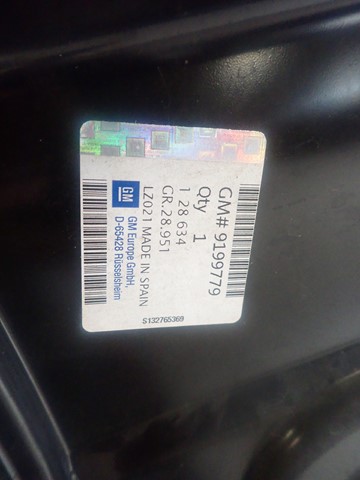 GM# 9199779
Qty 1
1 28 634
GR.28.951
LZ021 MADE IN SPAIN
GM
GM Europe GmbH,
D-65428 Rüsselsheim
S132765369